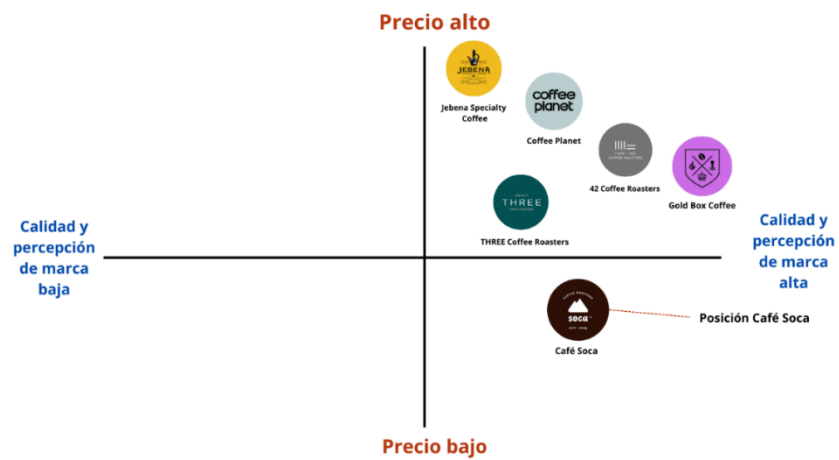 Precio alto
JEBENA
Jebena Specialty
Coffee
coffee
planet
Coffee Planet
42 Coffee Roasters
Gold Box Coffee
THREE
THREE Coffee Roasters
Calidad y
percepción
de marca
baja
Calidad y
percepción
de marca
alta
soca
Café Soca
Posición Café Soca
Precio bajo